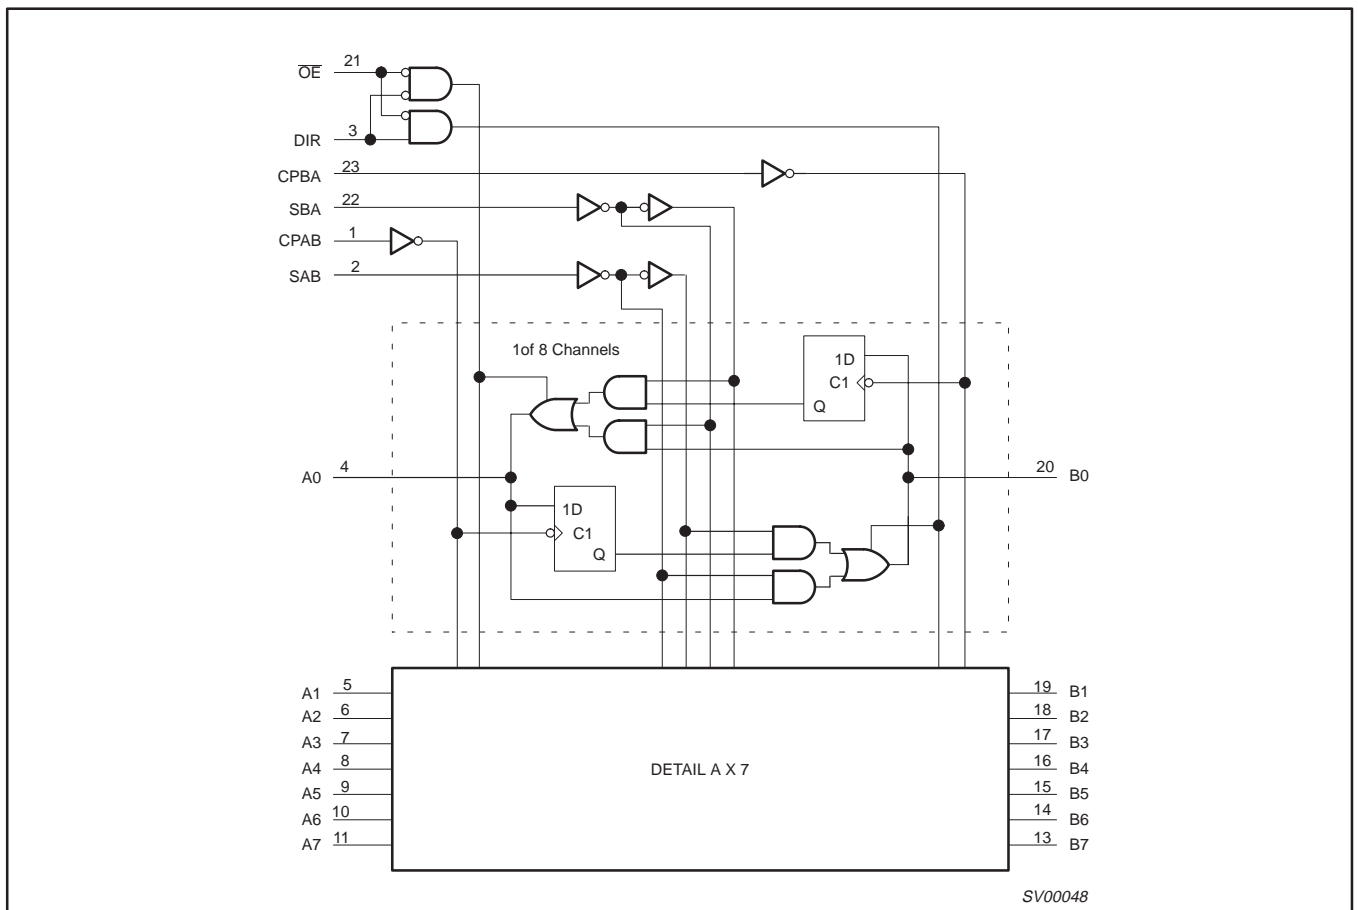 OE 21
DIR 3
CPBA 23
SBA 22
CPAB 1
SAB 2
1of 8 Channels
1D
C1
Q
A0 4
20 B0
1D
C1
Q
A1 5
A2 6
A3 7
A4 8
A5 9
A6 10
A7 11
DETAIL A X 7
19 B1
18 B2
17 B3
16 B4
15 B5
14 B6
13 B7
SV00048